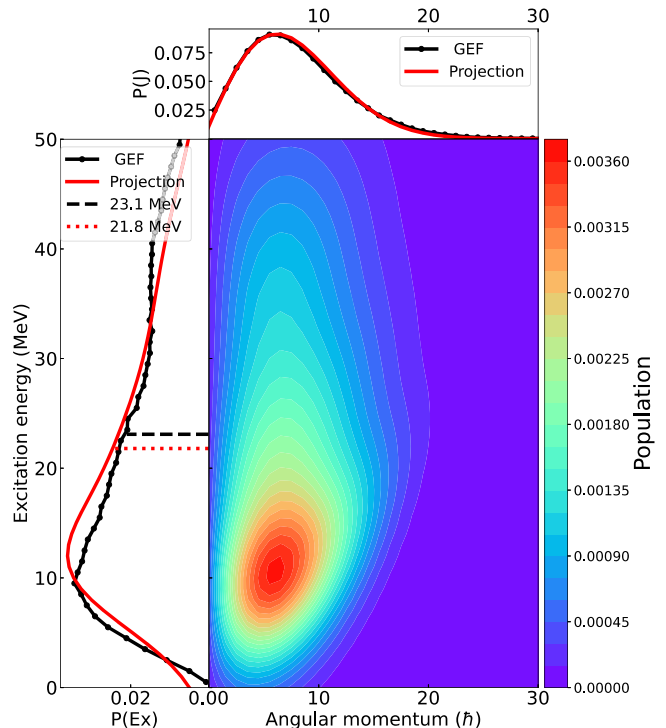 0 10 20 30
P(J)
0.075
0.050
0.025
GEF
Projection
50
40
30
20
10
0
Excitation energy (MeV)
GEF
Projection
23.1 MeV
21.8 MeV
0.02 0.00
P(Ex)
0 10 20 30
Angular momentum (ℏ)
0.00360
0.00315
0.00270
0.00225
0.00180
0.00135
0.00090
0.00045
0.00000
Population